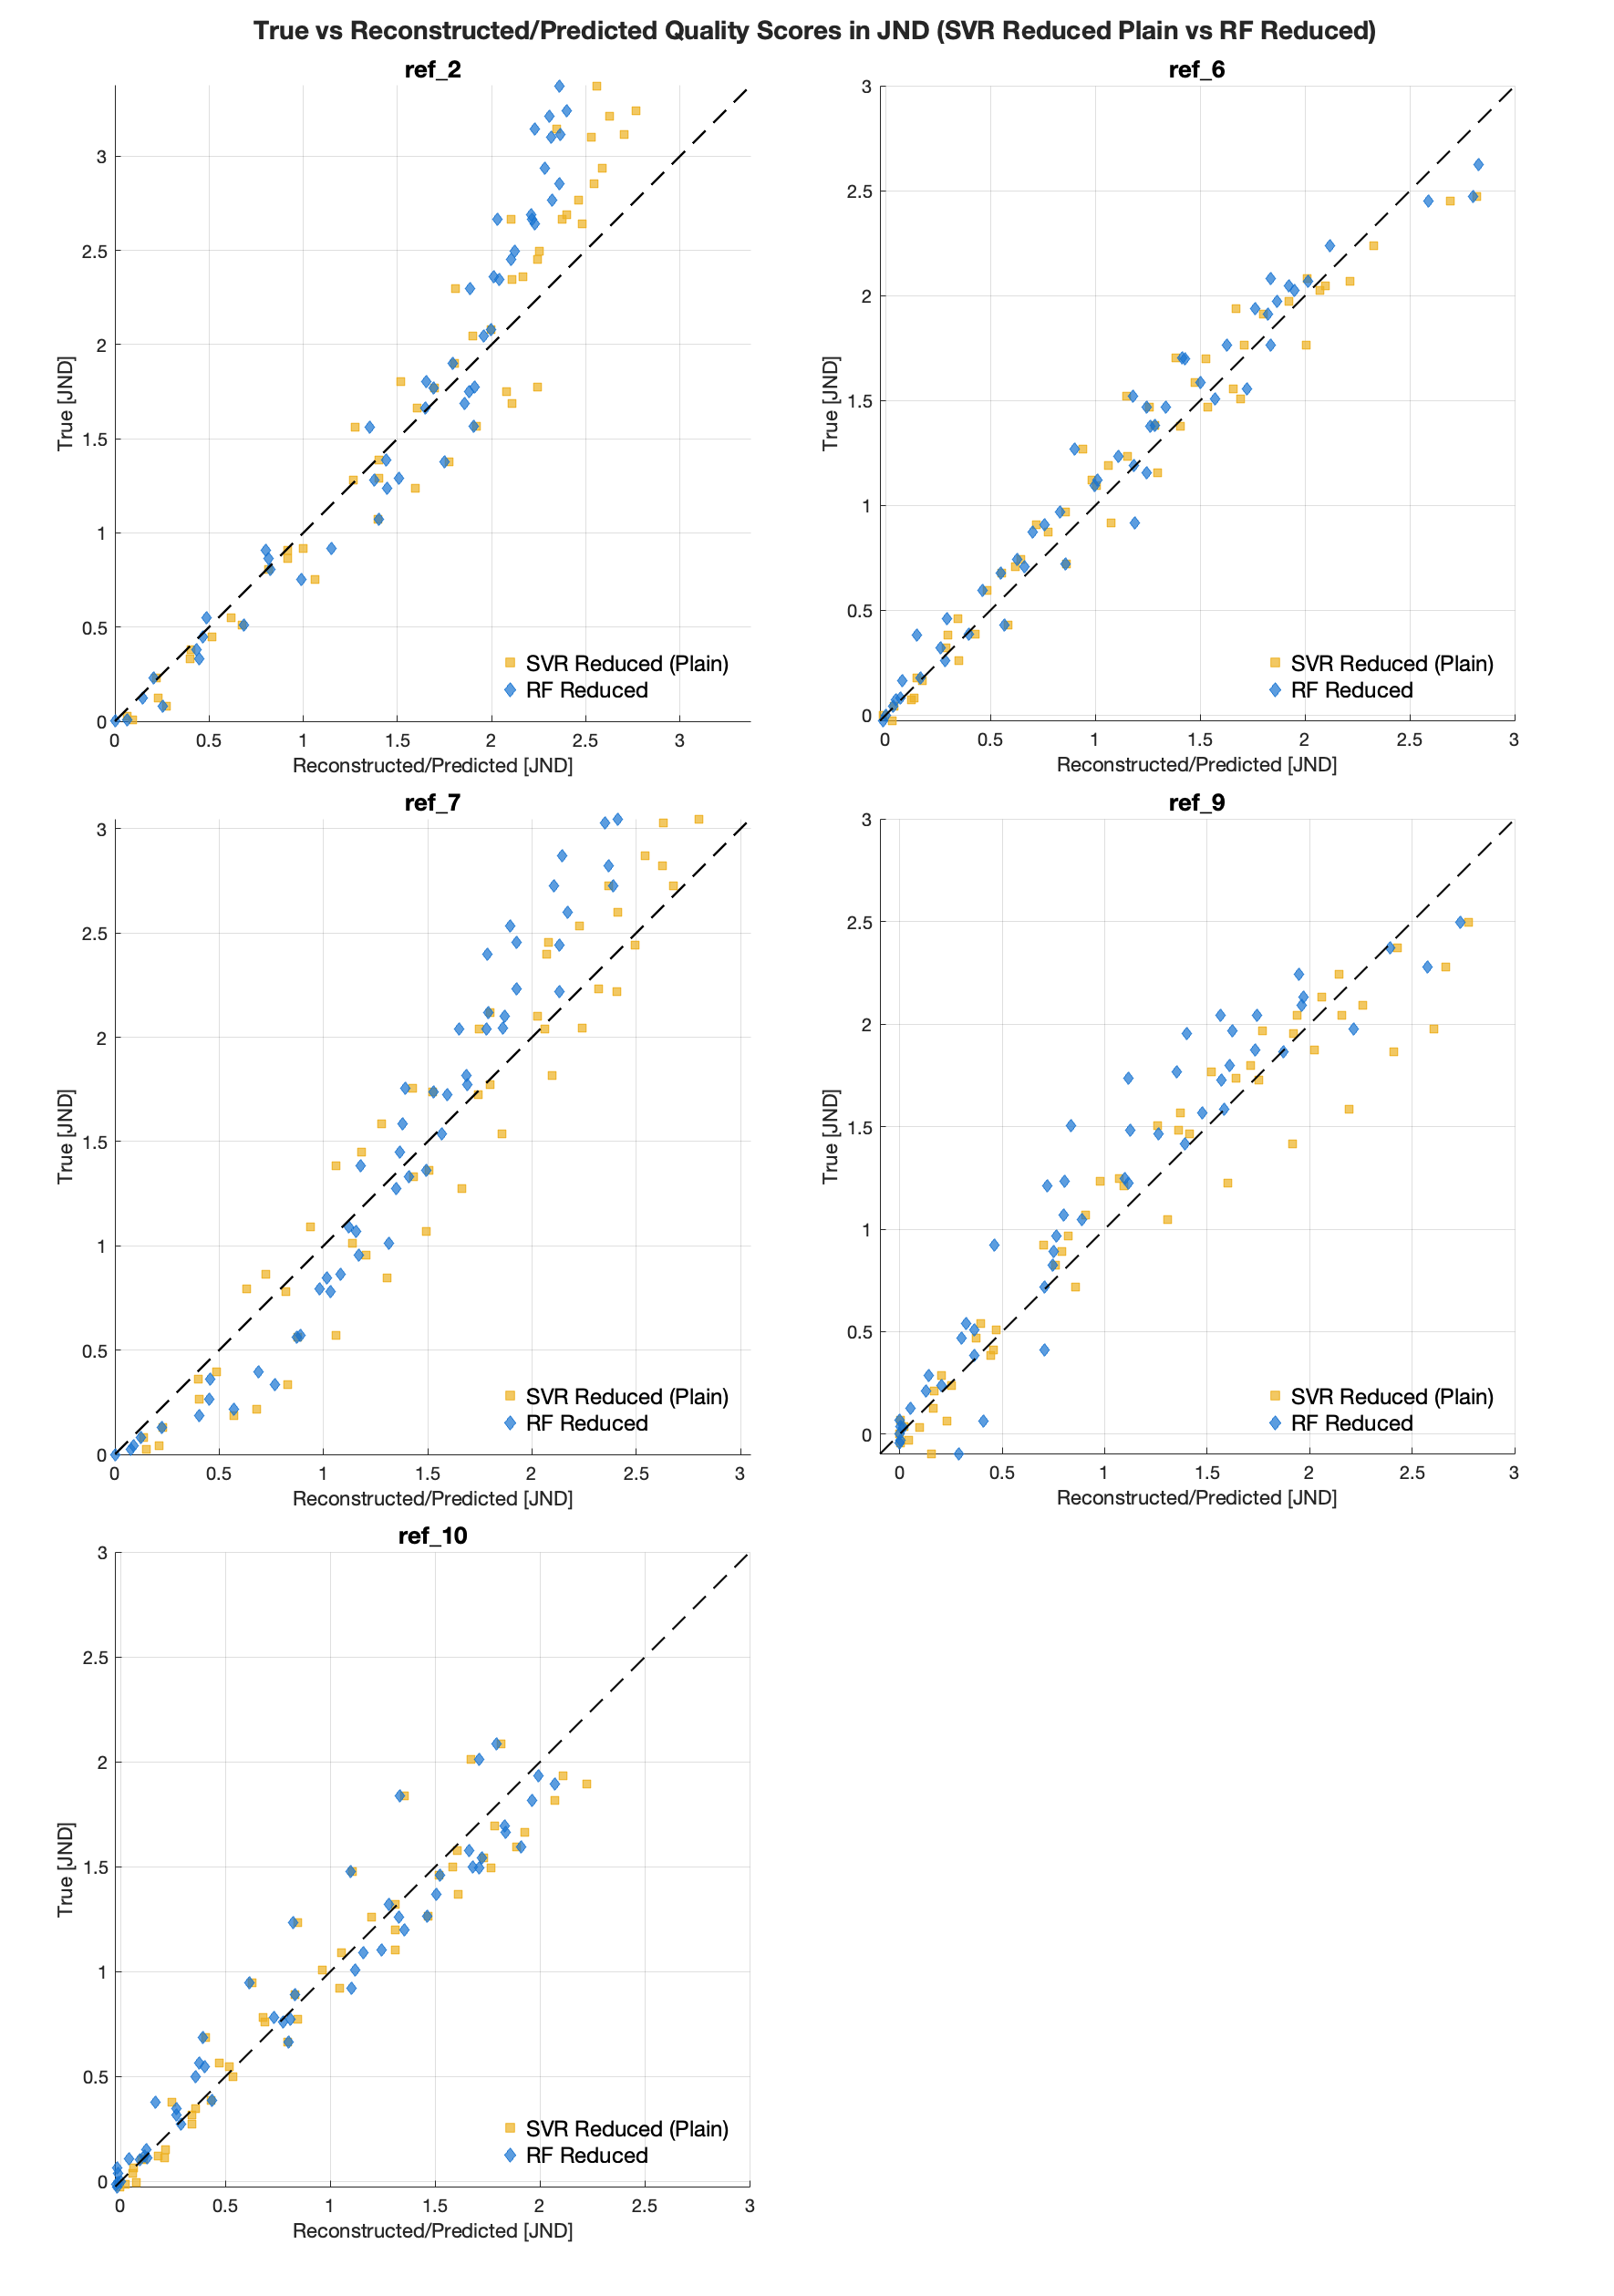 True vs Reconstructed/Predicted Quality Scores in JND (SVR Reduced Plain vs RF Reduced)
ref_2
True [JND]
3
2.5
2
1.5
1
0.5
0
SVR Reduced (Plain)
RF Reduced
0 0.5 1 1.5 2 2.5 3
Reconstructed/Predicted [JND]
ref_6
True [JND]
3
2.5
2
1.5
1
0.5
0
SVR Reduced (Plain)
RF Reduced
0 0.5 1 1.5 2 2.5 3
Reconstructed/Predicted [JND]
ref_7
True [JND]
3
2.5
2
1.5
1
0.5
0
SVR Reduced (Plain)
RF Reduced
0 0.5 1 1.5 2 2.5 3
Reconstructed/Predicted [JND]
ref_9
True [JND]
3
2.5
2
1.5
1
0.5
0
SVR Reduced (Plain)
RF Reduced
0 0.5 1 1.5 2 2.5 3
Reconstructed/Predicted [JND]
ref_10
True [JND]
3
2.5
2
1.5
1
0.5
0
SVR Reduced (Plain)
RF Reduced
0 0.5 1 1.5 2 2.5 3
Reconstructed/Predicted [JND]